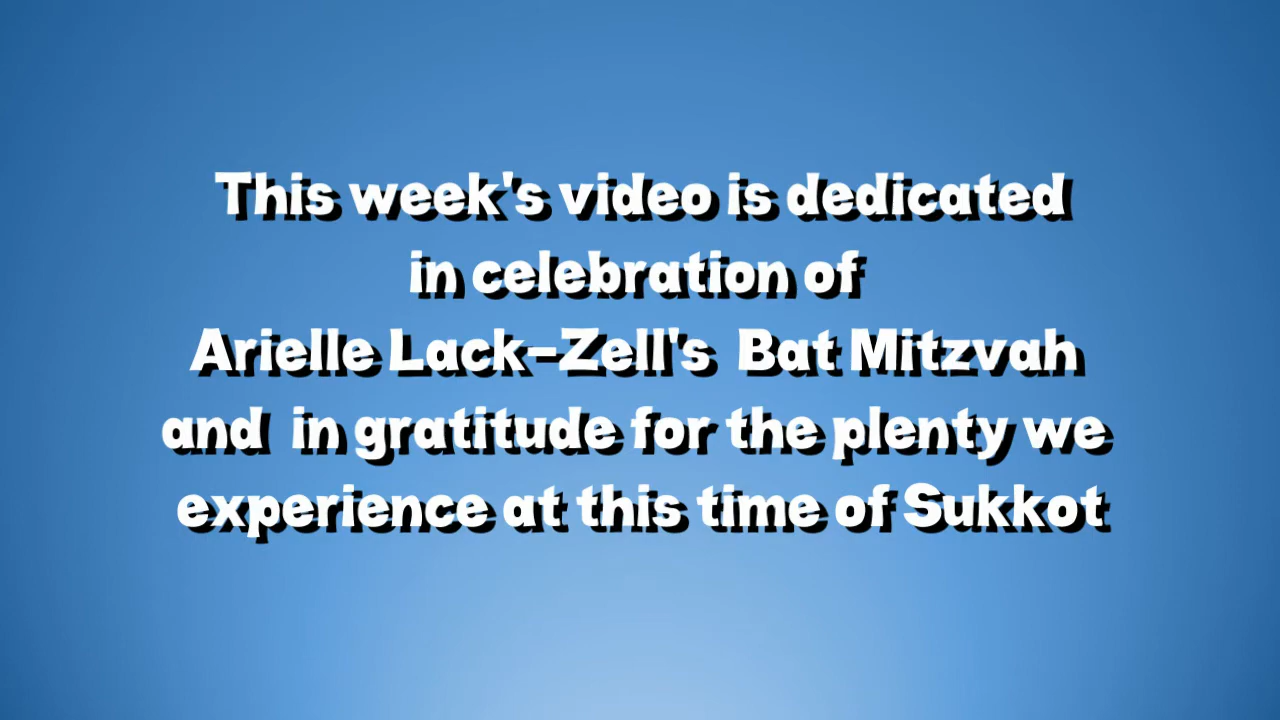 This week's video is dedicated
in celebration of
Arielle Lack-Zell's Bat Mitzvah
and in gratitude for the plenty we
experience at this time of Sukkot